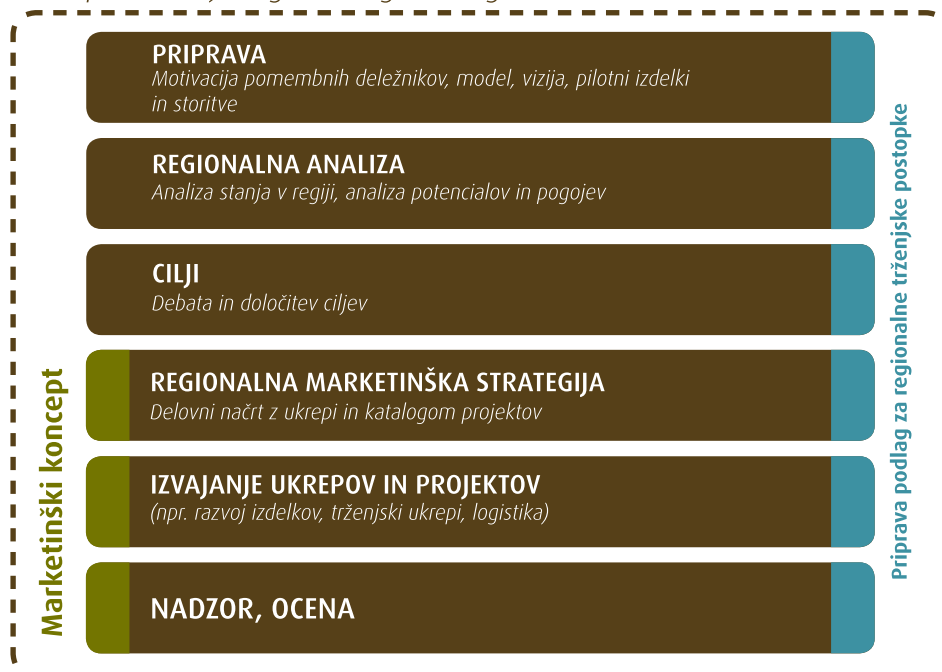 PRIPRAVA
Motivacija pomembnih deležnikov, model, vizija, pilotni izdelki
in storitve
REGIONALNA ANALIZA
Analiza stanja v regiji, analiza potencialov in pogojev
CILJI
Debata in določitev ciljev
REGIONALNA MARKETINŠKA STRATEGIJA
Delovni načrt z ukrepi in katalogom projektov
IZVAJANJE UKREPOV IN PROJEKTOV
(npr. razvoj izdelkov, trženjski ukrepi, logistika)
NADZOR, OCENA
Marketinški koncept
Priprava podlag za regionalne trženjske postopke